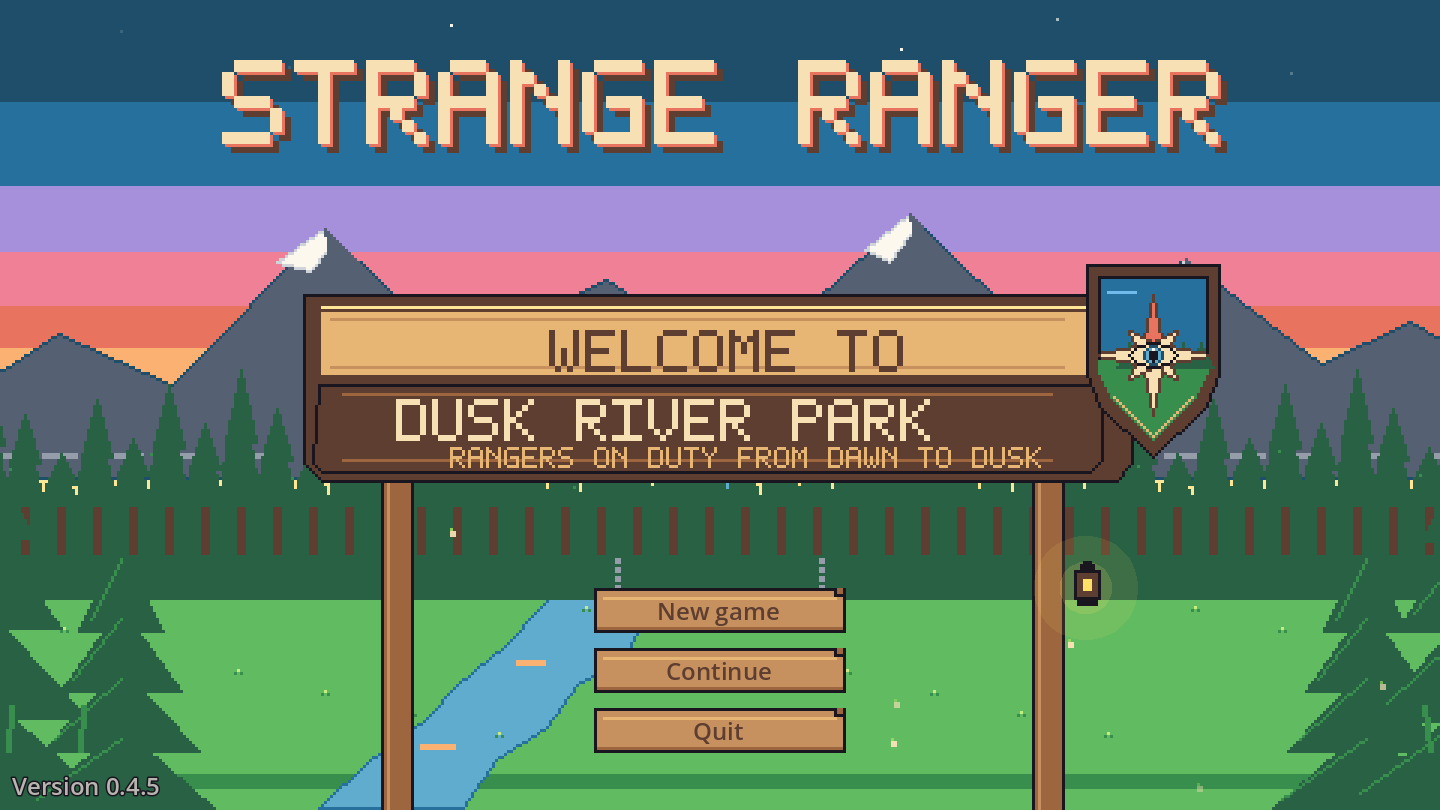 STRANGE RANGER
WELCOME TO
DUSK RIVER PARK
RANGERS ON DUTY FROM DAWN TO DUSK
New game
Continue
Quit
Version 0.4.5